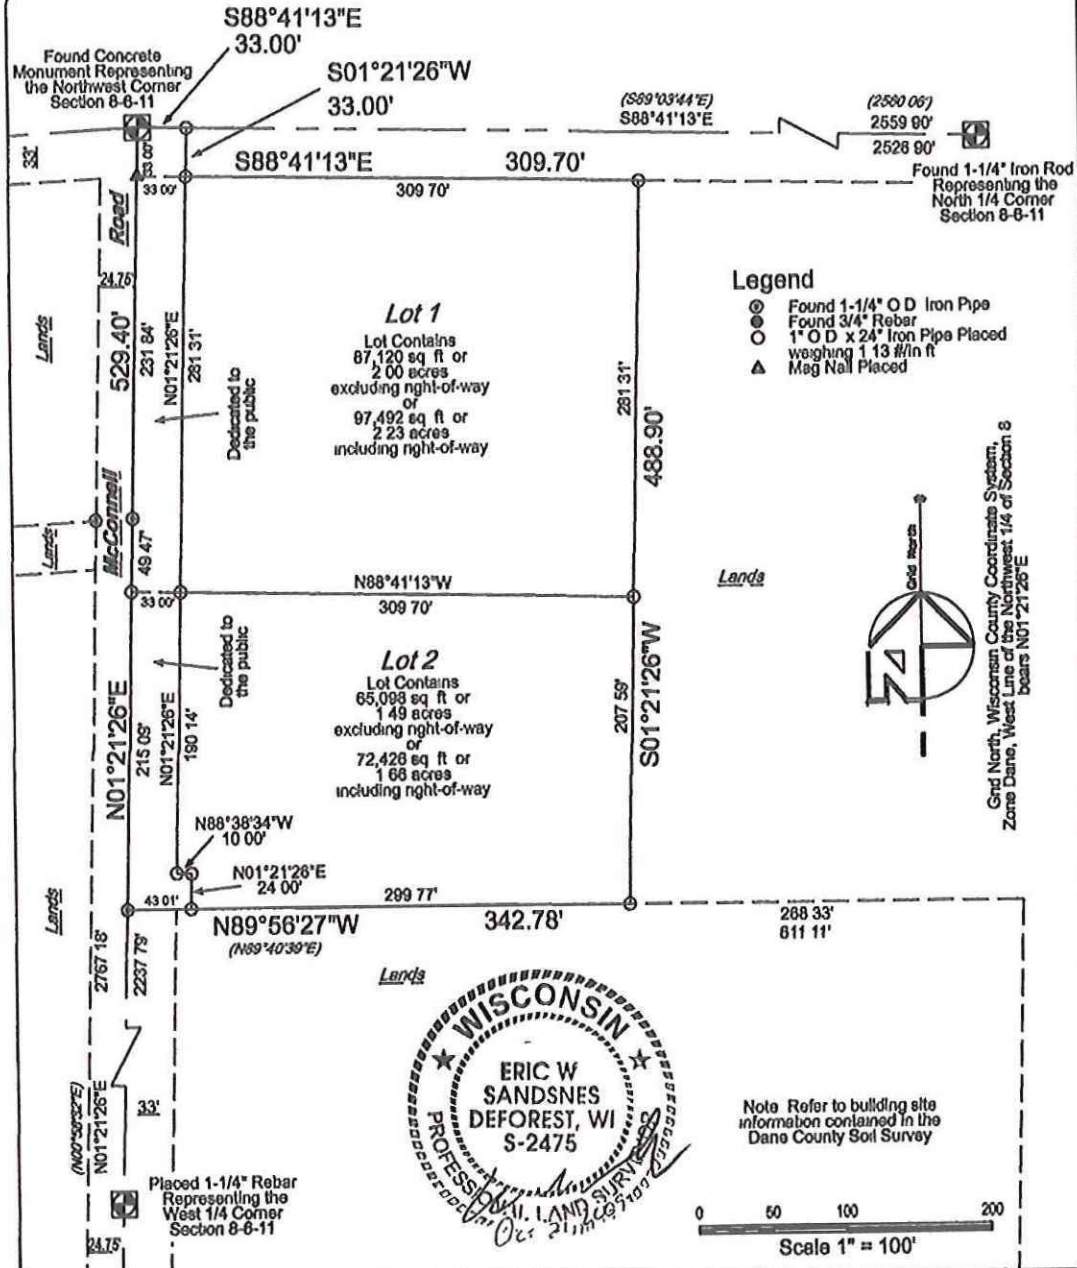 S88°41'13"E
33.00'
Found Concrete
Monument Representing
the Northwest Corner
Section 8-6-11
S01°21'26"W
33.00'
(S89°03'44"E)
S88°41'13"E
(2560 06')
2559 90'
2526 90'
33'
33 00'
S88°41'13"E 309.70'
33 00'
309 70'
Found 1-1/4" Iron Rod
Representing the
North 1/4 Corner
Section 8-6-11
Road
24.75'
Lands
529.40'
231 84'
N01°21'26"E
281 31'
Dedicated to
the public
Lot 1
Lot Contains
87,120 sq ft or
2 00 acres
excluding right-of-way
or
97,492 sq ft or
2 23 acres
including right-of-way
281 31'
488.90'
Legend
Found 1-1/4" O D Iron Pipe
Found 3/4" Rebar
1" O D x 24" Iron Pipe Placed
weighing 1 13 #/in ft
Mag Nail Placed
Lands
McConnell
49 47'
33 00'
N88°41'13"W
309 70'
Lands
Grid North
Grid North, Wisconsin County Coordinate System,
Zone Dane, West Line of the Northwest 1/4 of Section 8
bears N01°21'26"E
Dedicated to
the public
Lot 2
Lot Contains
65,098 sq ft or
1 49 acres
excluding right-of-way
or
72,426 sq ft or
1 66 acres
including right-of-way
N01°21'26"E
215 09'
N01°21'26"E
190 14'
207 59'
S01°21'26"W
N88°38'34"W
10 00'
N01°21'26"E
24 00'
43 01'
299 77'
N89°56'27"W 342.78'
(N89°40'39"E)
268 33'
611 11'
Lands
2767 18'
2237 79'
Lands
(N00°58'52"E)
N01°21'26"E
33'
WISCONSIN
ERIC W
SANDSNES
DEFOREST, WI
S-2475
PROFESSIONAL LAND SURVEYOR
Note Refer to building site
information contained in the
Dane County Soil Survey
Placed 1-1/4" Rebar
Representing the
West 1/4 Corner
Section 8-6-11
24.75'
0 50 100 200
Scale 1" = 100'